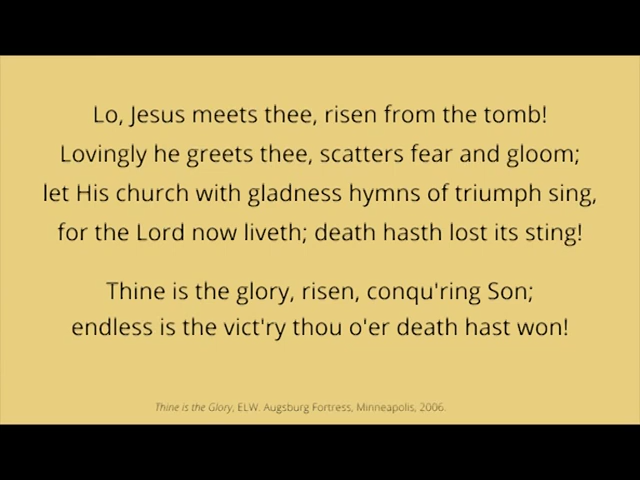 Lo, Jesus meets thee, risen from the tomb!
Lovingly he greets thee, scatters fear and gloom;
let His church with gladness hymns of triumph sing,
for the Lord now liveth; death hasth lost its sting!
Thine is the glory, risen, conqu'ring Son;
endless is the vict'ry thou o'er death hast won!
Thine is the Glory, ELW. Augsburg Fortress, Minneapolis, 2006.